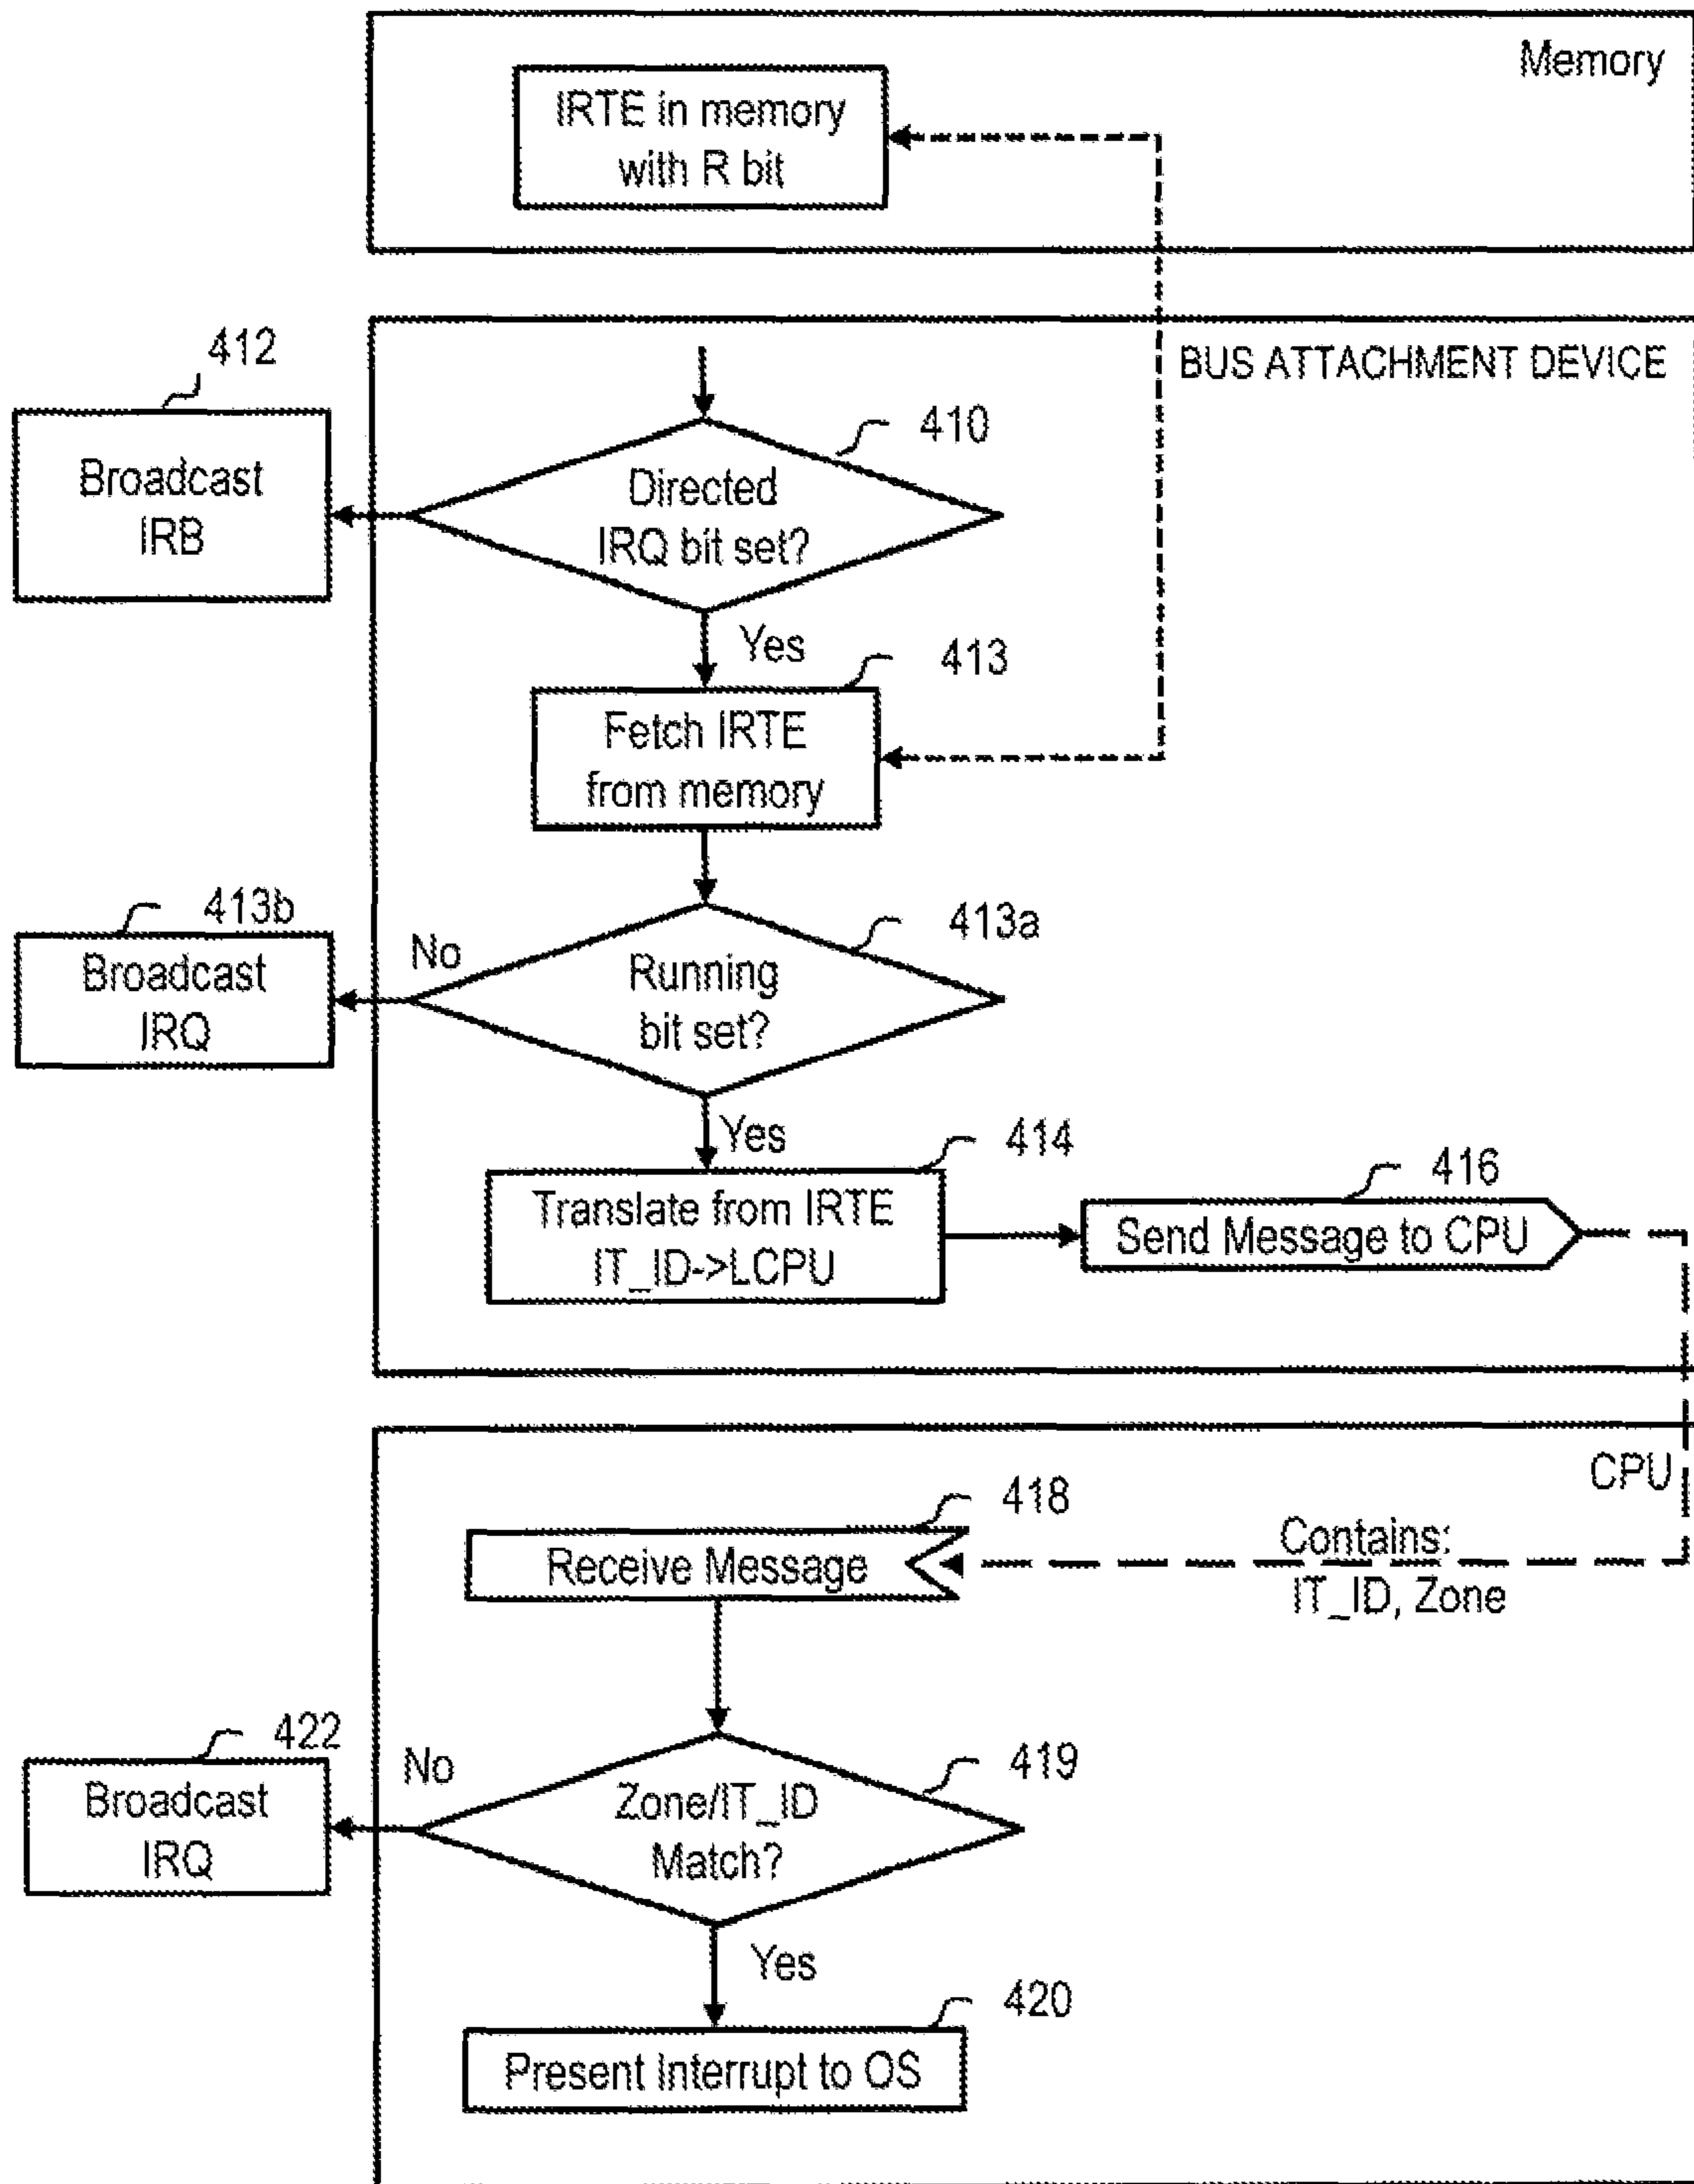 Memory
IRTE in memory
with R bit
BUS ATTACHMENT DEVICE
412
410
Broadcast
IRB
Directed
IRQ bit set?
Yes
413
Fetch IRTE
from memory
413b
413a
No
Broadcast
IRQ
Running
bit set?
Yes
414
416
Translate from IRTE
IT_ID->LCPU
Send Message to CPU
CPU
418
Receive Message
Contains:
IT_ID, Zone
422
419
No
Broadcast
IRQ
Zone/IT_ID
Match?
Yes
420
Present Interrupt to OS